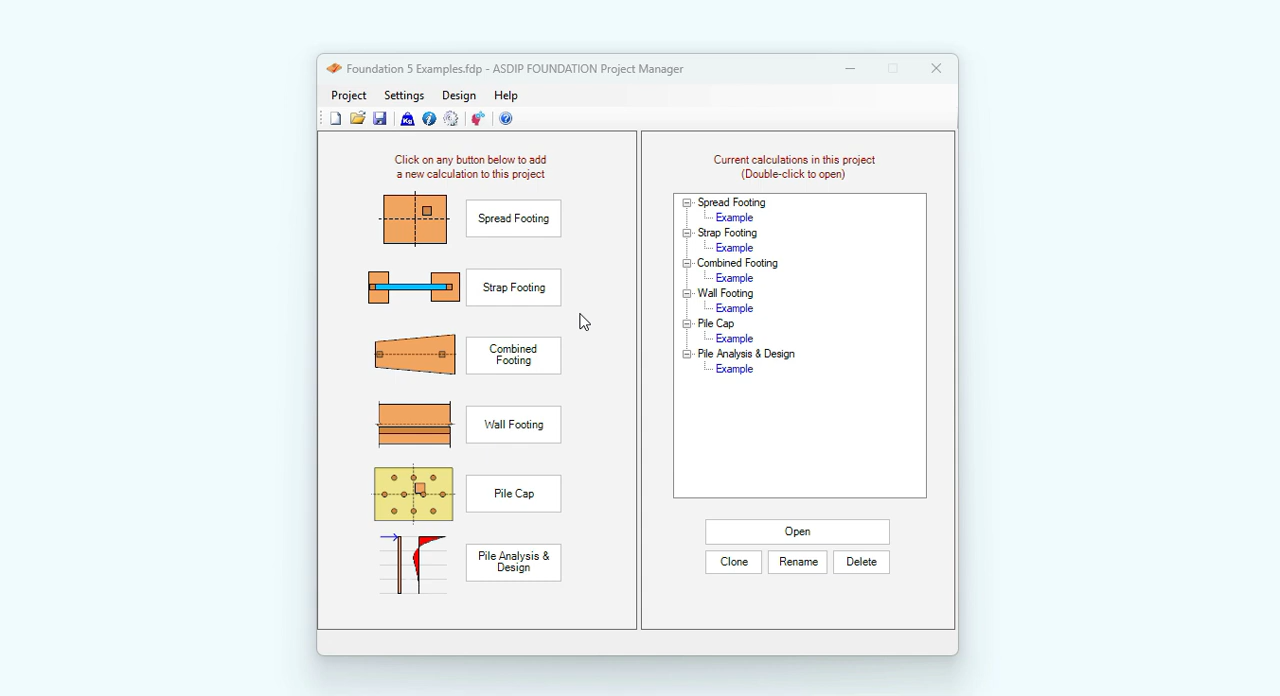 Foundation 5 Examples.fdp - ASDIP FOUNDATION Project Manager
Project Settings Design Help
Click on any button below to add
a new calculation to this project
Spread Footing
Strap Footing
Combined
Footing
Wall Footing
Pile Cap
Pile Analysis &
Design
Current calculations in this project
(Double-click to open)
Spread Footing
Example
Strap Footing
Example
Combined Footing
Example
Wall Footing
Example
Pile Cap
Example
Pile Analysis & Design
Example
Open
Clone Rename Delete